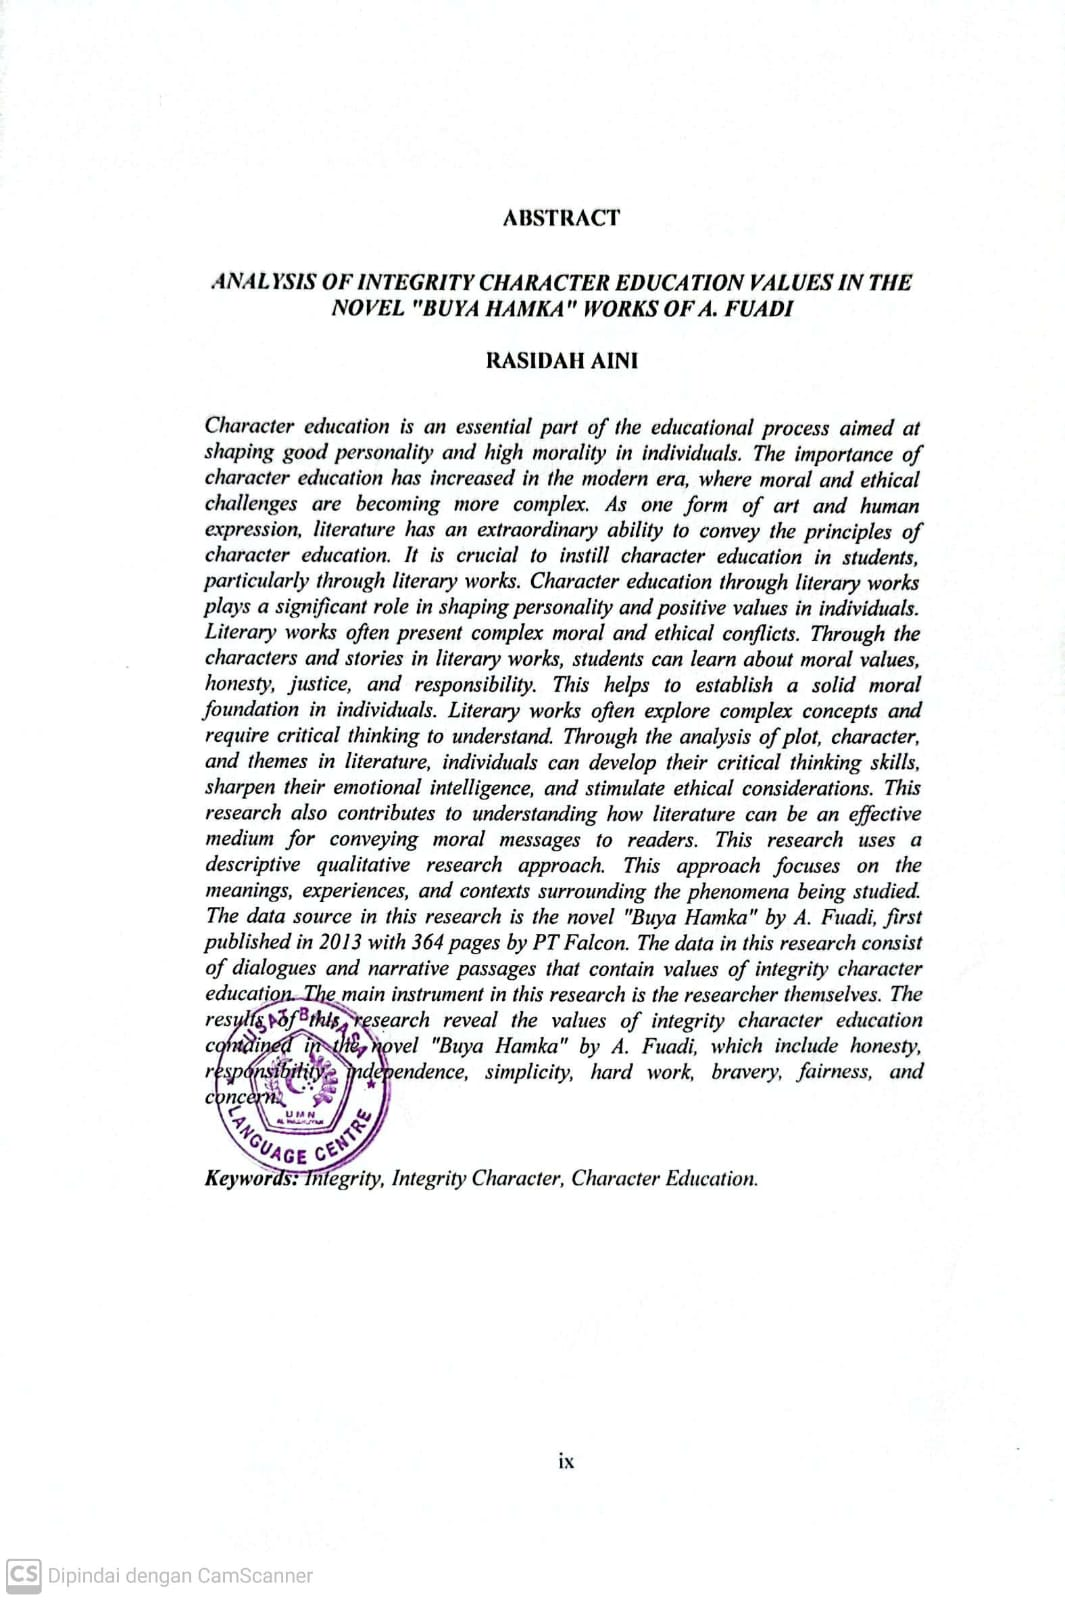 ABSTRACT
ANALYSIS OF INTEGRITY CHARACTER EDUCATION VALUES IN THE
NOVEL "BUYA HAMKA" WORKS OF A. FUADI
RASIDAH AINI
Character education is an essential part of the educational process aimed at
shaping good personality and high morality in individuals. The importance of
character education has increased in the modern era, where moral and ethical
challenges are becoming more complex. As one form of art and human
expression, literature has an extraordinary ability to convey the principles of
character education. It is crucial to instill character education in students,
particularly through literary works. Character education through literary works
plays a significant role in shaping personality and positive values in individuals.
Literary works often present complex moral and ethical conflicts. Through the
characters and stories in literary works, students can learn about moral values,
honesty, justice, and responsibility. This helps to establish a solid moral
foundation in individuals. Literary works often explore complex concepts and
require critical thinking to understand. Through the analysis of plot, character,
and themes in literature, individuals can develop their critical thinking skills,
sharpen their emotional intelligence, and stimulate ethical considerations. This
research also contributes to understanding how literature can be an effective
medium for conveying moral messages to readers. This research uses a
descriptive qualitative research approach. This approach focuses on the
meanings, experiences, and contexts surrounding the phenomena being studied.
The data source in this research is the novel "Buya Hamka" by A. Fuadi, first
published in 2013 with 364 pages by PT Falcon. The data in this research consist
of dialogues and narrative passages that contain values of integrity character
education. The main instrument in this research is the researcher themselves. The
results of this research reveal the values of integrity character education
contained in the novel "Buya Hamka" by A. Fuadi, which include honesty,
responsibility, independence, simplicity, hard work, bravery, fairness, and
concern.
PUSAT BAHASA
UMN
LANGUAGE CENTRE
Keywords: Integrity, Integrity Character, Character Education.
ix
CS Dipindai dengan CamScanner